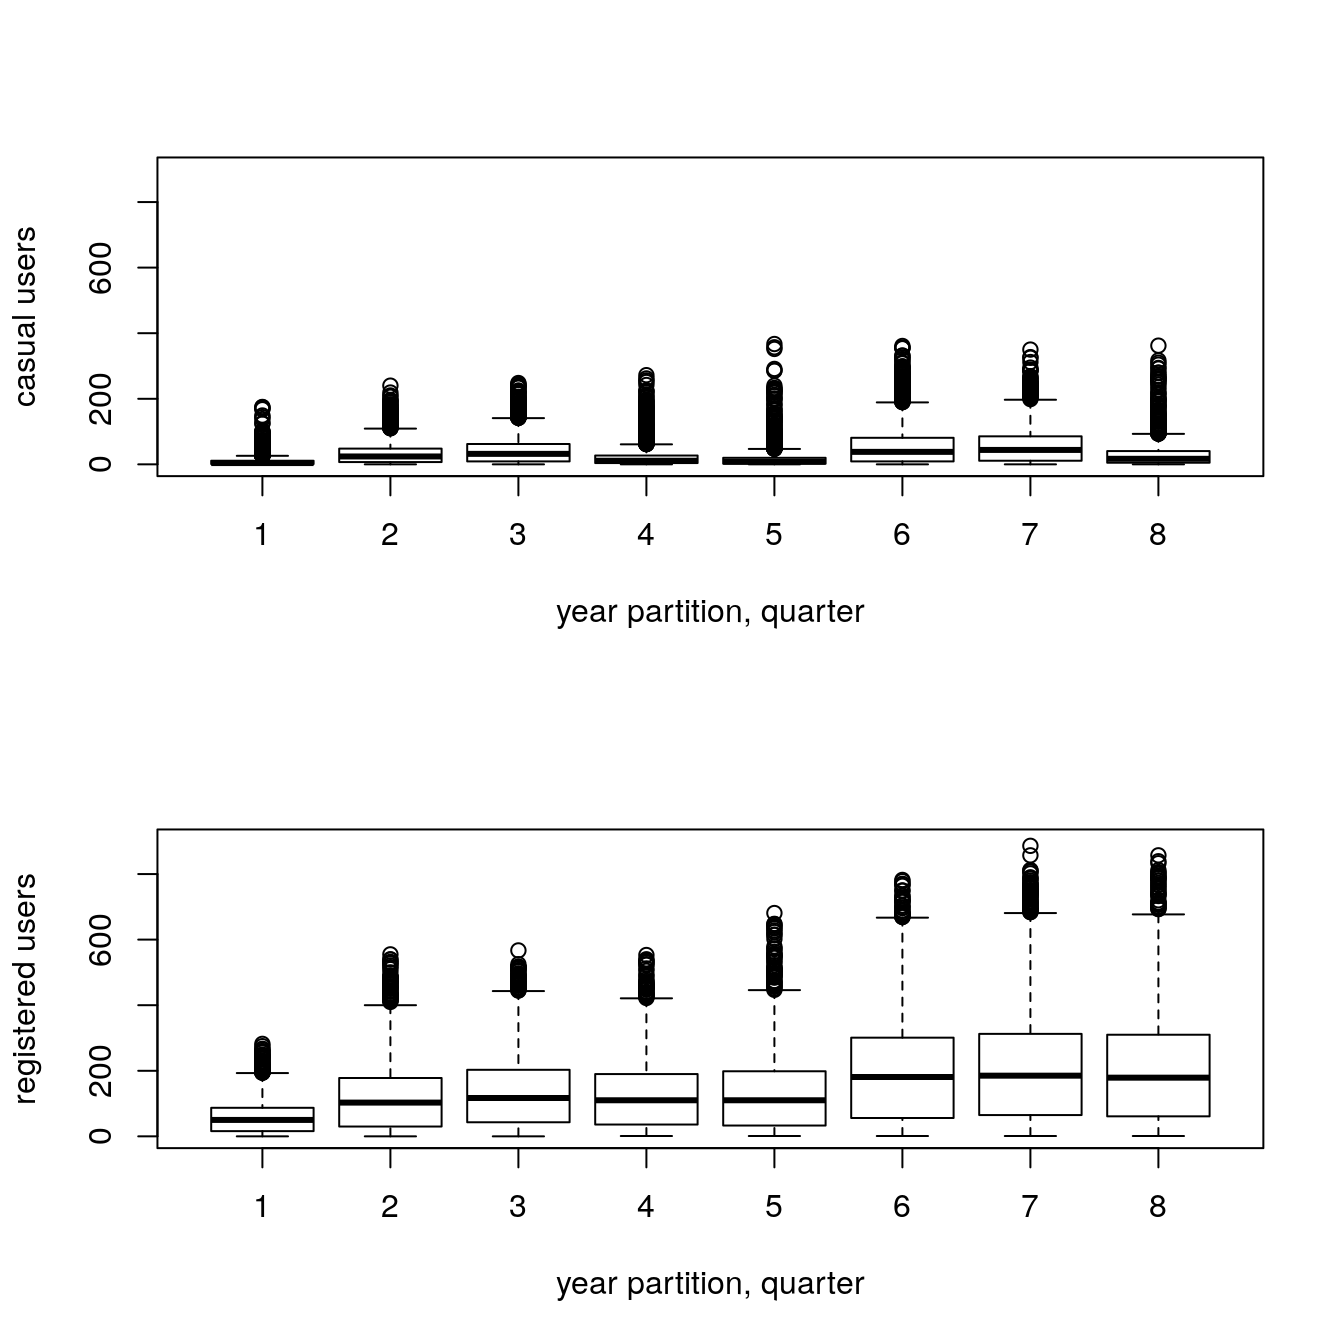 casual users
600
200
0
1 2 3 4 5 6 7 8
year partition, quarter
registered users
600
200
0
1 2 3 4 5 6 7 8
year partition, quarter